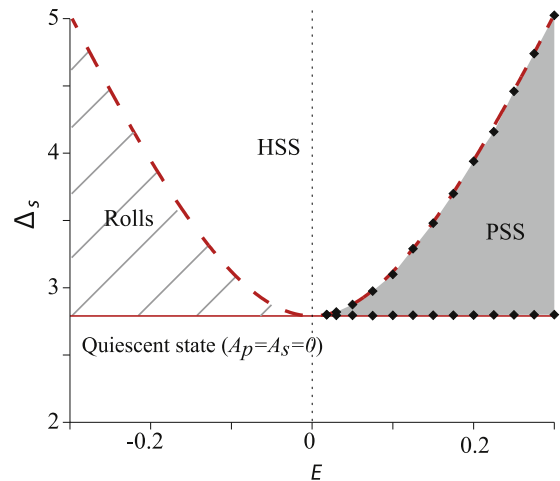 5
HSS
4
Δs
Rolls
PSS
3
Quiescent state (Ap=As=0)
2
-0.2
0
0.2
E